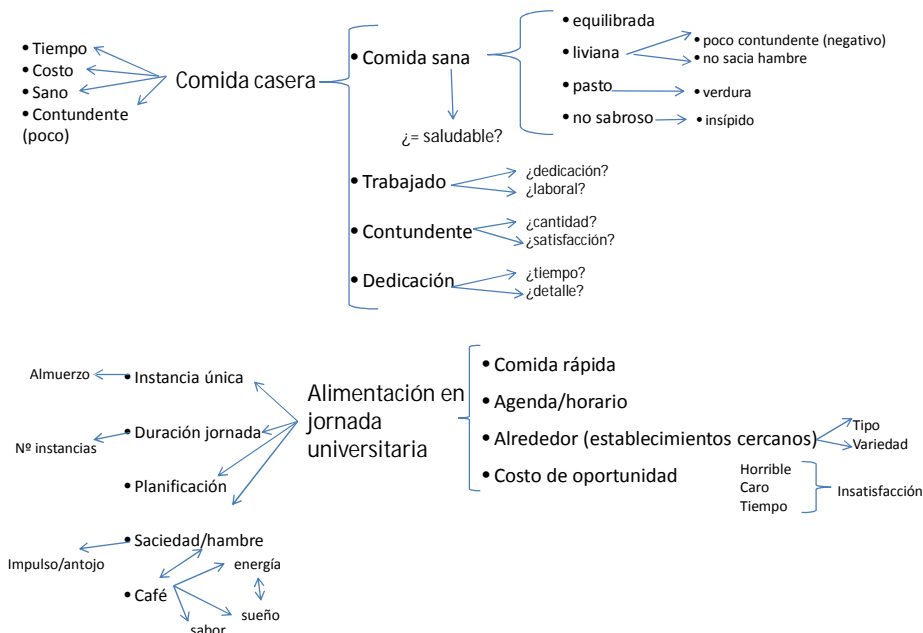 • Tiempo
• Costo
• Sano
• Contundente
(poco)
Comida casera
• Comida sana
¿= saludable?
• equilibrada
• liviana
• poco contundente (negativo)
• no sacia hambre
• pasto
• verdura
• no sabroso
• insípido
• Trabajado
¿dedicación?
¿laboral?
• Contundente
¿cantidad?
¿satisfacción?
• Dedicación
¿tiempo?
¿detalle?
Almuerzo
• Instancia única
Nº instancias
• Duración jornada
• Planificación
• Saciedad/hambre
Impulso/antojo
• Café
energía
sueño
sabor
Alimentación en
jornada
universitaria
• Comida rápida
• Agenda/horario
• Alrededor (establecimientos cercanos)
Tipo
Variedad
• Costo de oportunidad
Horrible
Caro
Tiempo
Insatisfacción